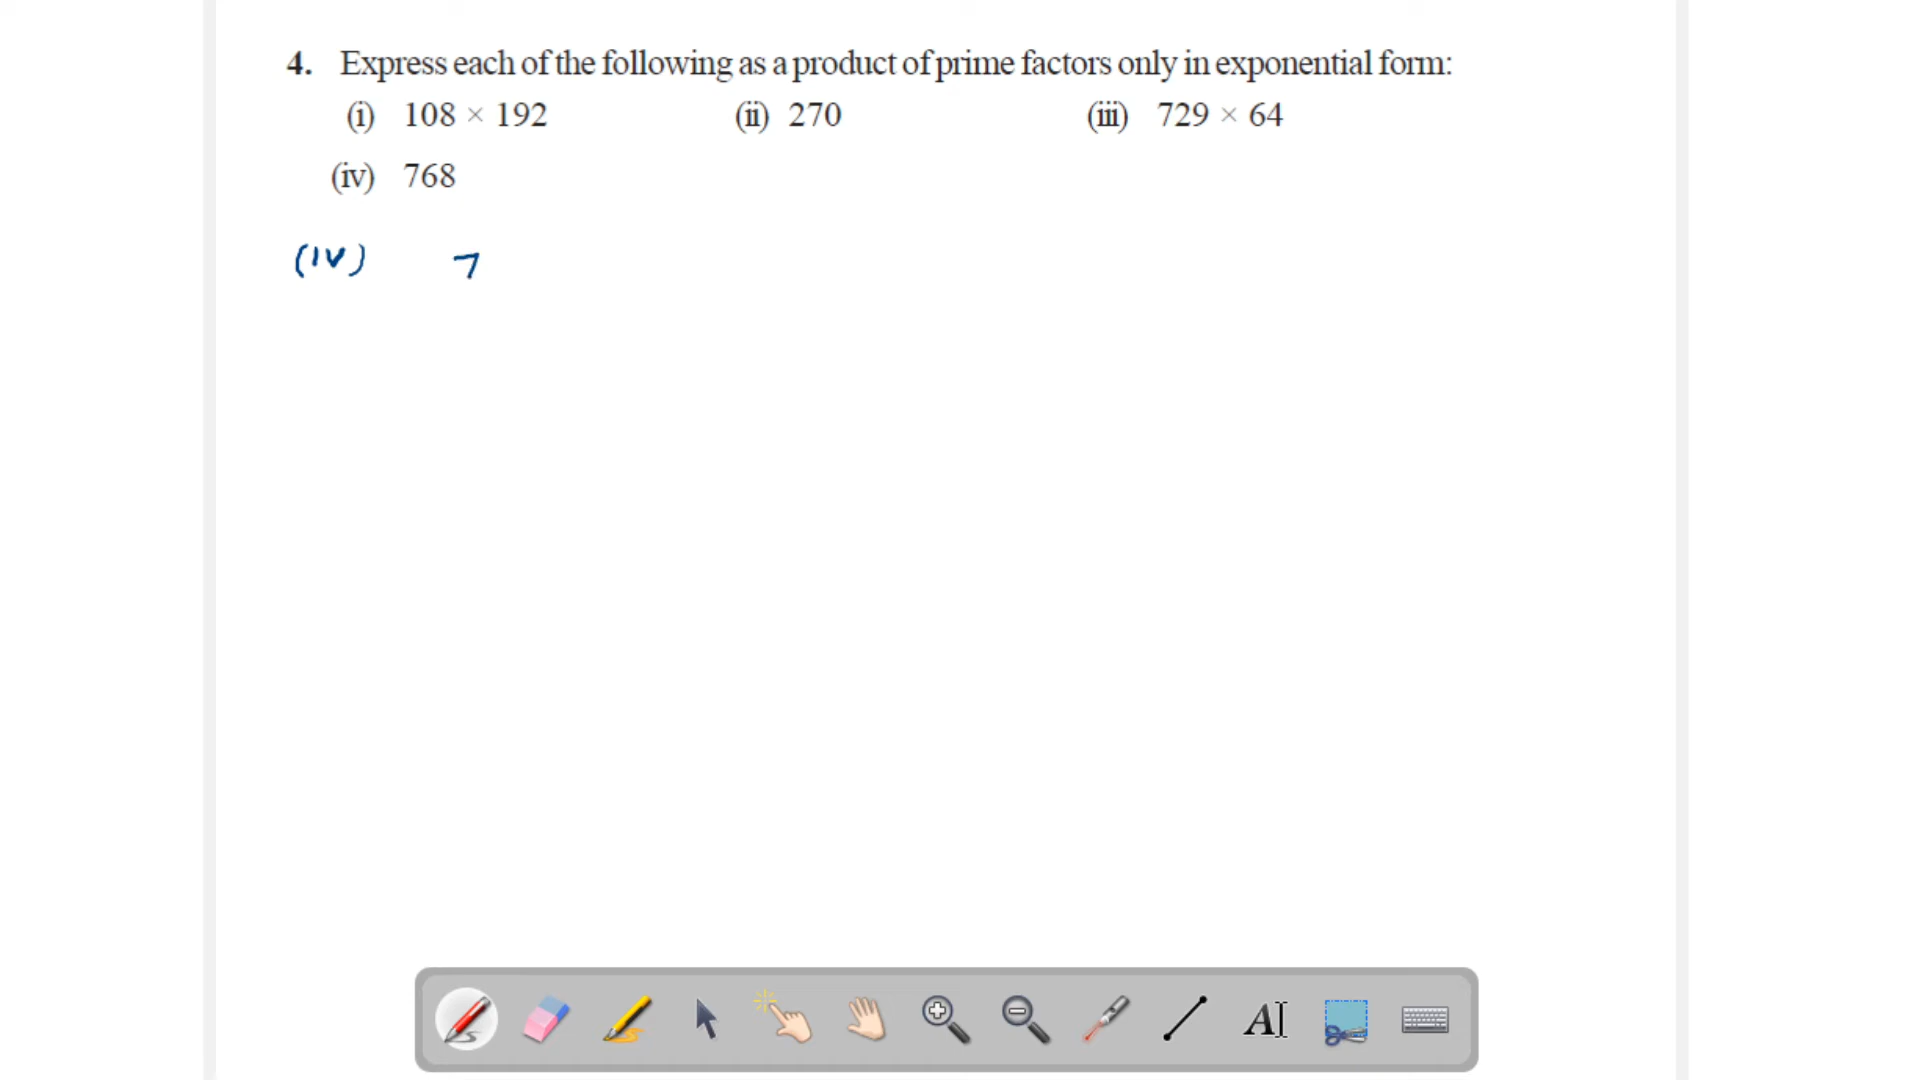 4. Express each of the following as a product of prime factors only in exponential form:
(i) 108 × 192 (ii) 270 (iii) 729 × 64
(iv) 768
(iv) 7